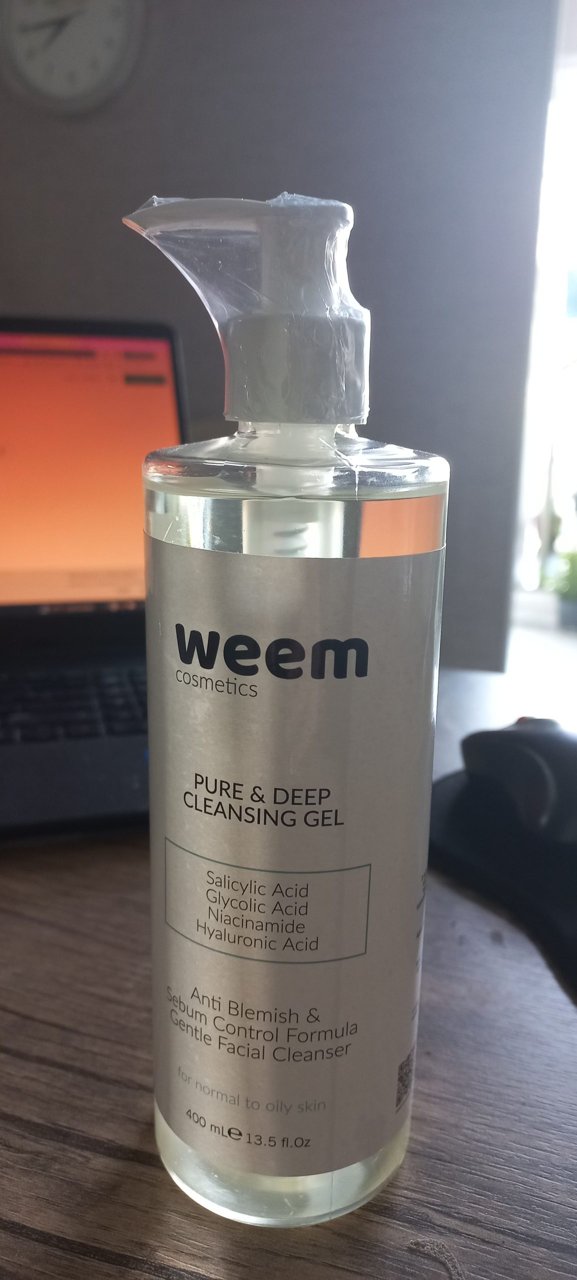 weem
cosmetics
PURE & DEEP
CLEANSING GEL
Salicylic Acid
Glycolic Acid
Niacinamide
Hyaluronic Acid
Anti Blemish &
Sebum Control Formula
Gentle Facial Cleanser
for normal to oily skin
400 mL℮ 13.5 fl.Oz